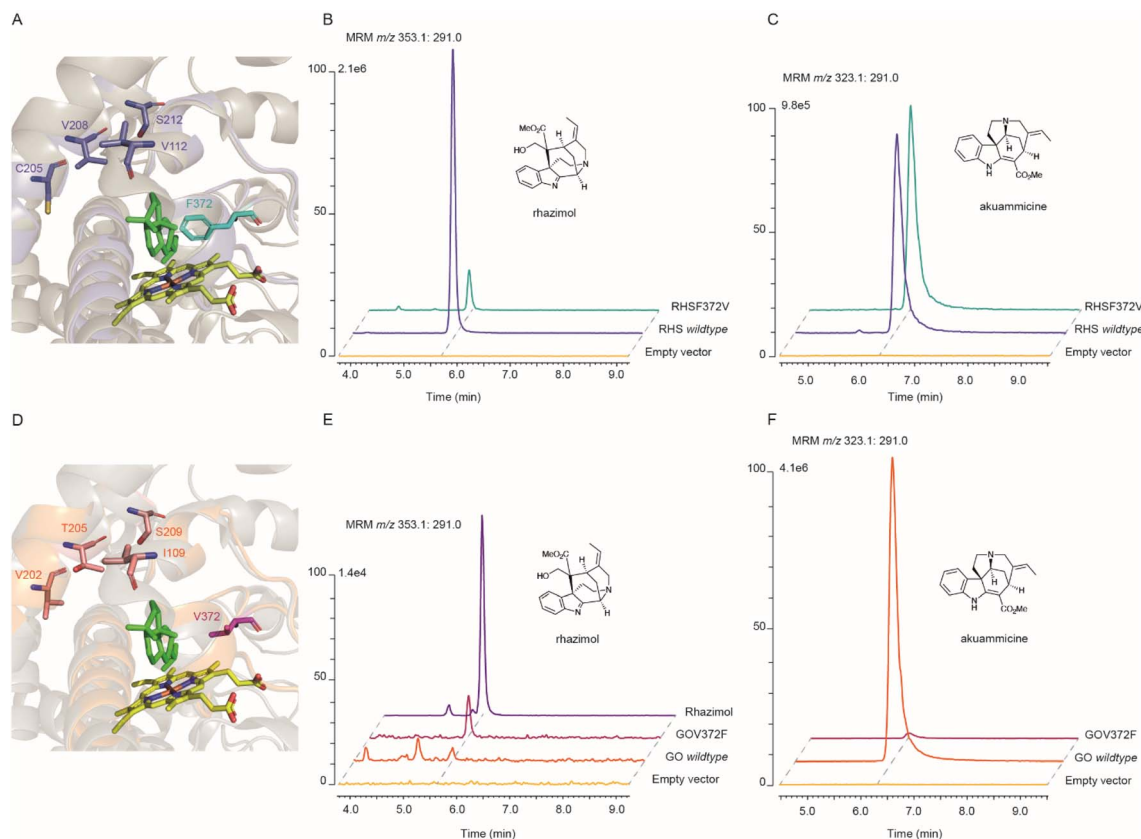 A
V208
S212
V112
C205
F372
B
MRM m/z 353.1: 291.0
100
2.1e6
50
0
MeO₂C
HO
H
N
N
H
rhazimol
RHSF372V
RHS wildtype
Empty vector
4.0 5.0 6.0 7.0 8.0 9.0
Time (min)
C
MRM m/z 323.1: 291.0
100
9.8e5
50
0
N
H
H
N
H
CO₂Me
akuammicine
RHSF372V
RHS wildtype
Empty vector
5.0 6.0 7.0 8.0 9.0
Time (min)
D
T205
S209
I109
V202
V372
E
MRM m/z 353.1: 291.0
100
1.4e4
50
0
MeO₂C
HO
H
N
N
H
rhazimol
Rhazimol
GOV372F
GO wildtype
Empty vector
4.0 5.0 6.0 7.0 8.0 9.0
Time (min)
F
MRM m/z 323.1: 291.0
100
4.1e6
50
0
N
H
H
N
H
CO₂Me
akuammicine
GOV372F
GO wildtype
Empty vector
5.0 6.0 7.0 8.0 9.0
Time (min)